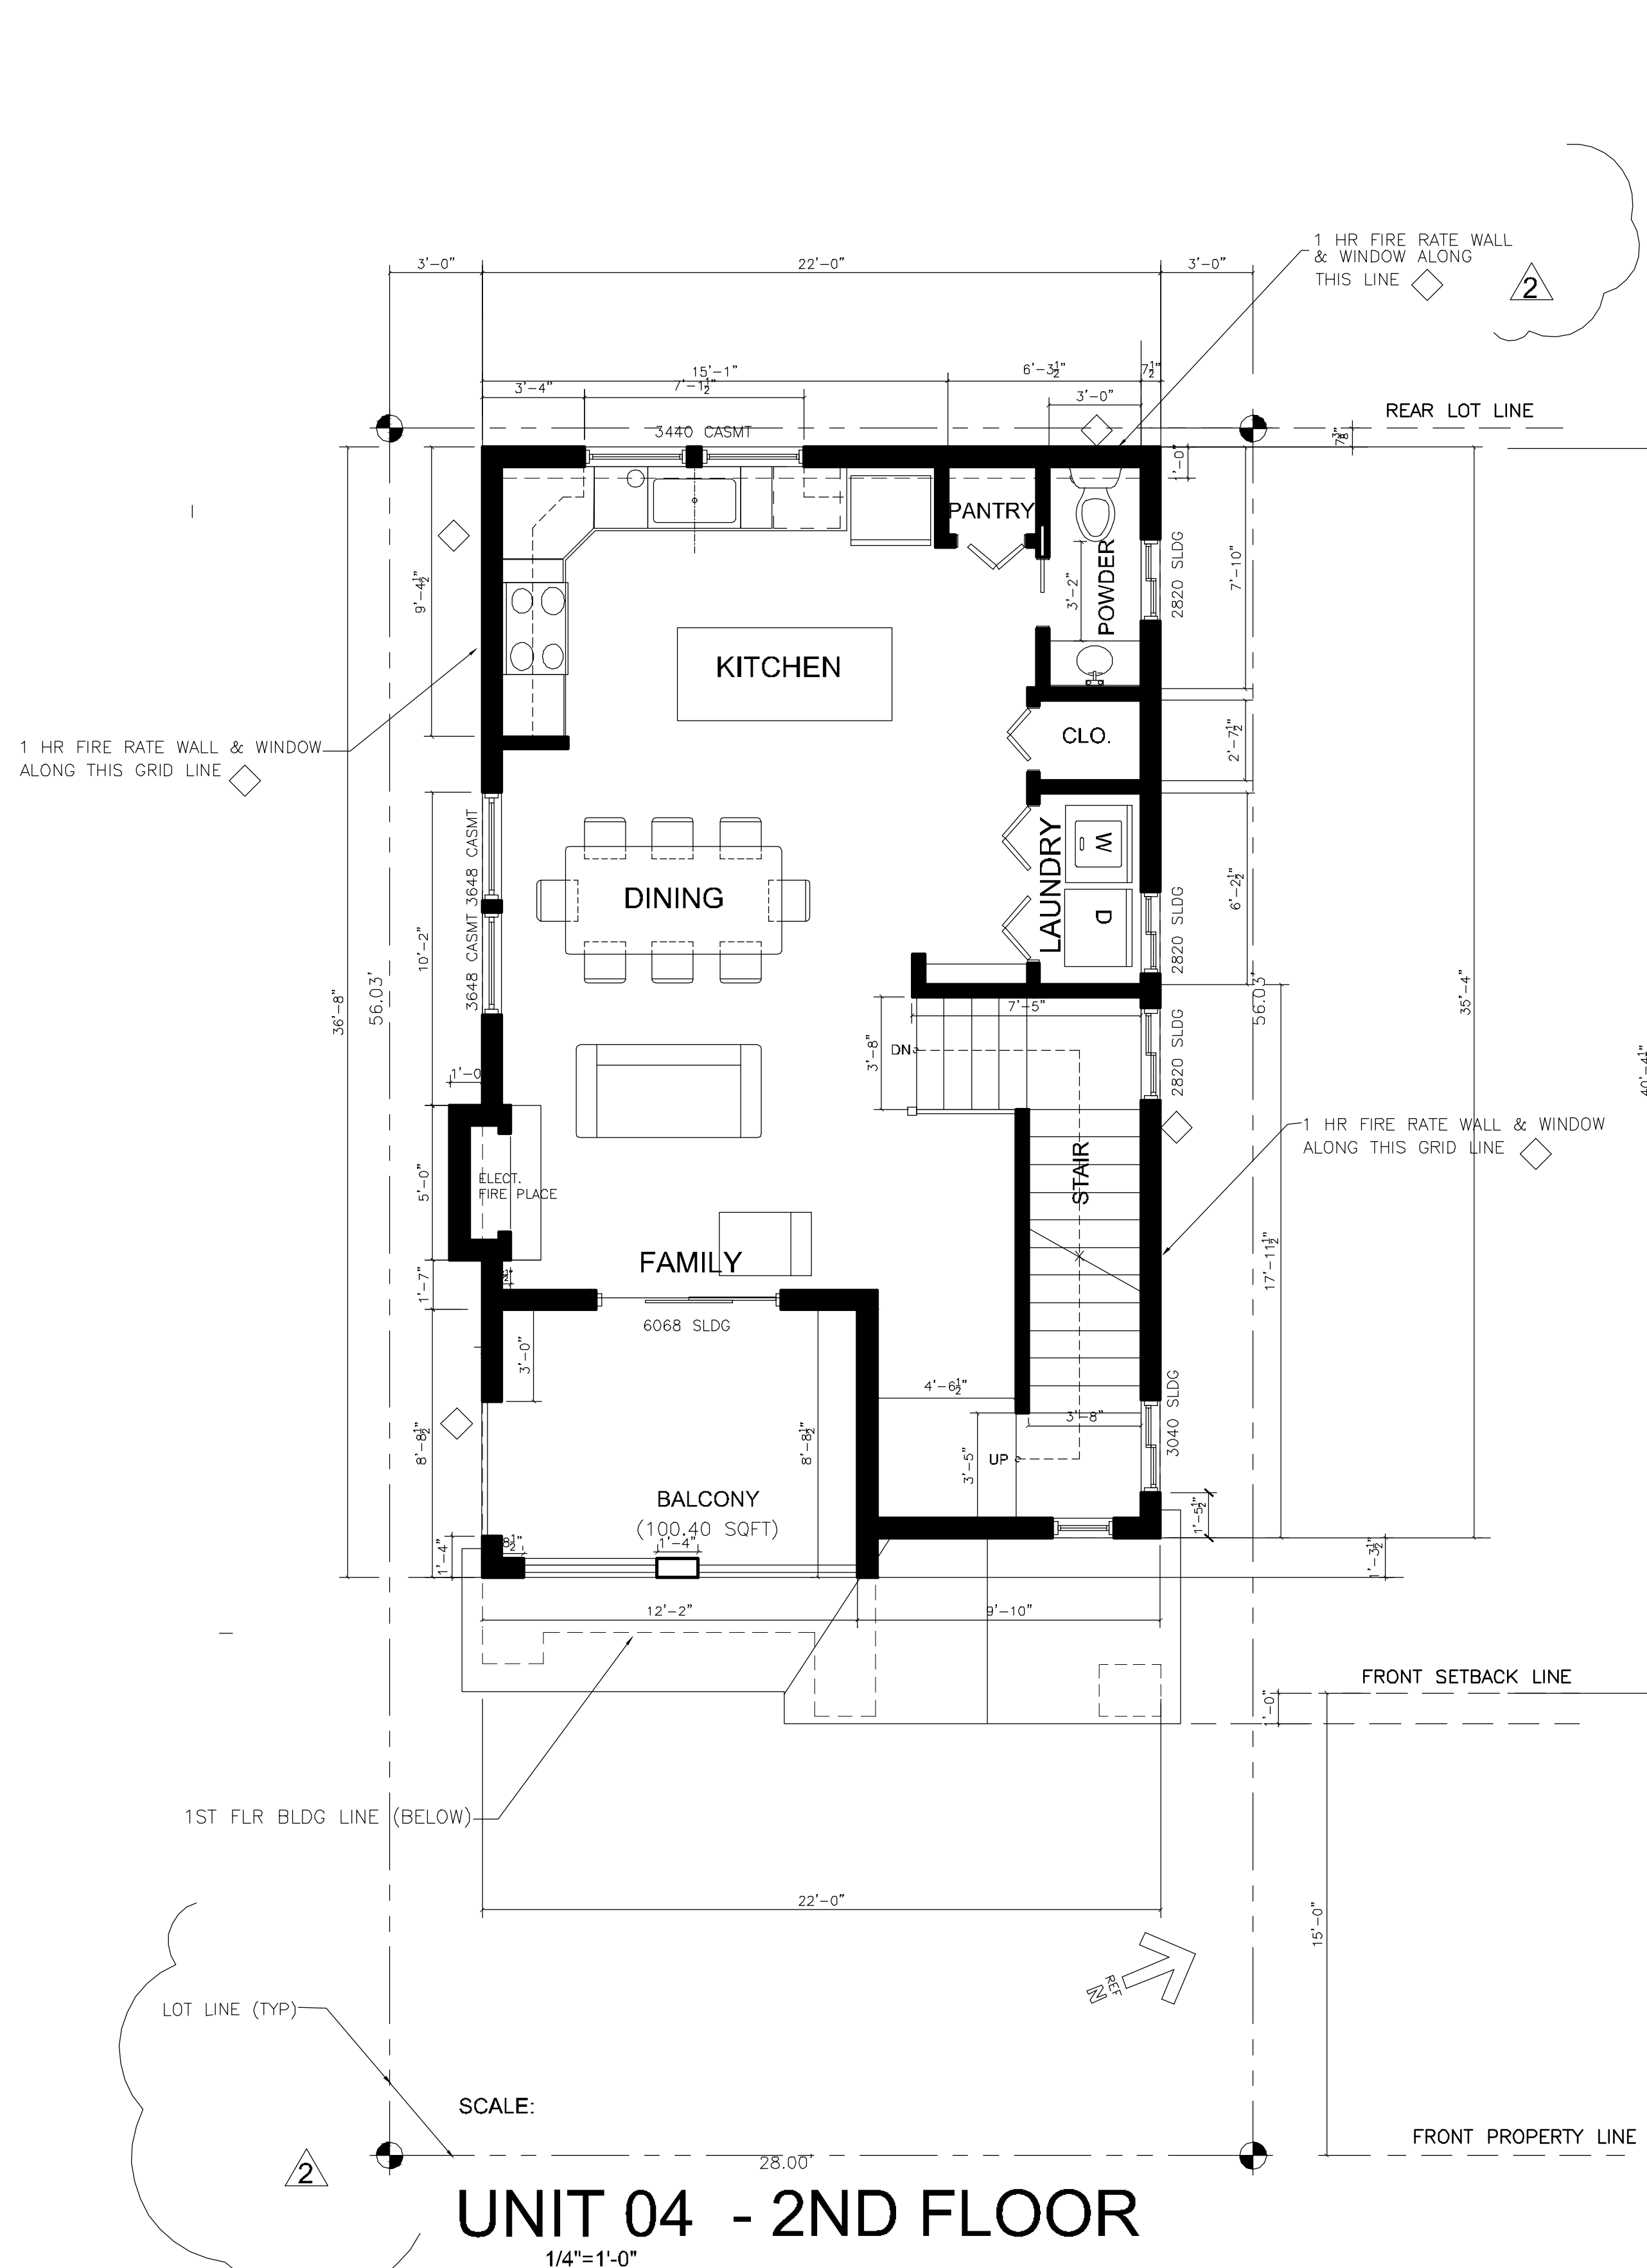 1 HR FIRE RATE WALL
& WINDOW ALONG
THIS LINE
2
3'-0"
22'-0"
3'-0"
15'-1"
6'-3½"
7½"
3'-4"
7'-1½"
3'-0"
REAR LOT LINE
3440 CASMT
1'-0"
PANTRY
POWDER
3'-2"
2820 SLDG
7'-10"
9'-4½"
KITCHEN
1 HR FIRE RATE WALL & WINDOW
ALONG THIS GRID LINE
CLO.
2'-7½"
3648 CASMT
3648 CASMT
DINING
LAUNDRY
W
D
2820 SLDG
6'-2½"
10'-2"
36'-8"
56.03'
56.03'
35'-4"
7'-5"
3'-8"
DN
2820 SLDG
40'-4½"
1'-0
5'-0"
ELECT.
FIRE PLACE
STAIR
1 HR FIRE RATE WALL & WINDOW
ALONG THIS GRID LINE
17'-11½"
FAMILY
1'-7"
6068 SLDG
3'-0"
4'-6½"
3'-8"
3040 SLDG
8'-8½"
8'-8½"
3'-5"
UP
BALCONY
(100.40 SQFT)
1'-4"
8½"
1'-4"
1'-5½"
1'-3½"
12'-2"
9'-10"
FRONT SETBACK LINE
1'-0"
1ST FLR BLDG LINE (BELOW)
22'-0"
15'-0"
REF
N
LOT LINE (TYP)
SCALE:
FRONT PROPERTY LINE
28.00'
2
UNIT 04 - 2ND FLOOR
1/4"=1'-0"